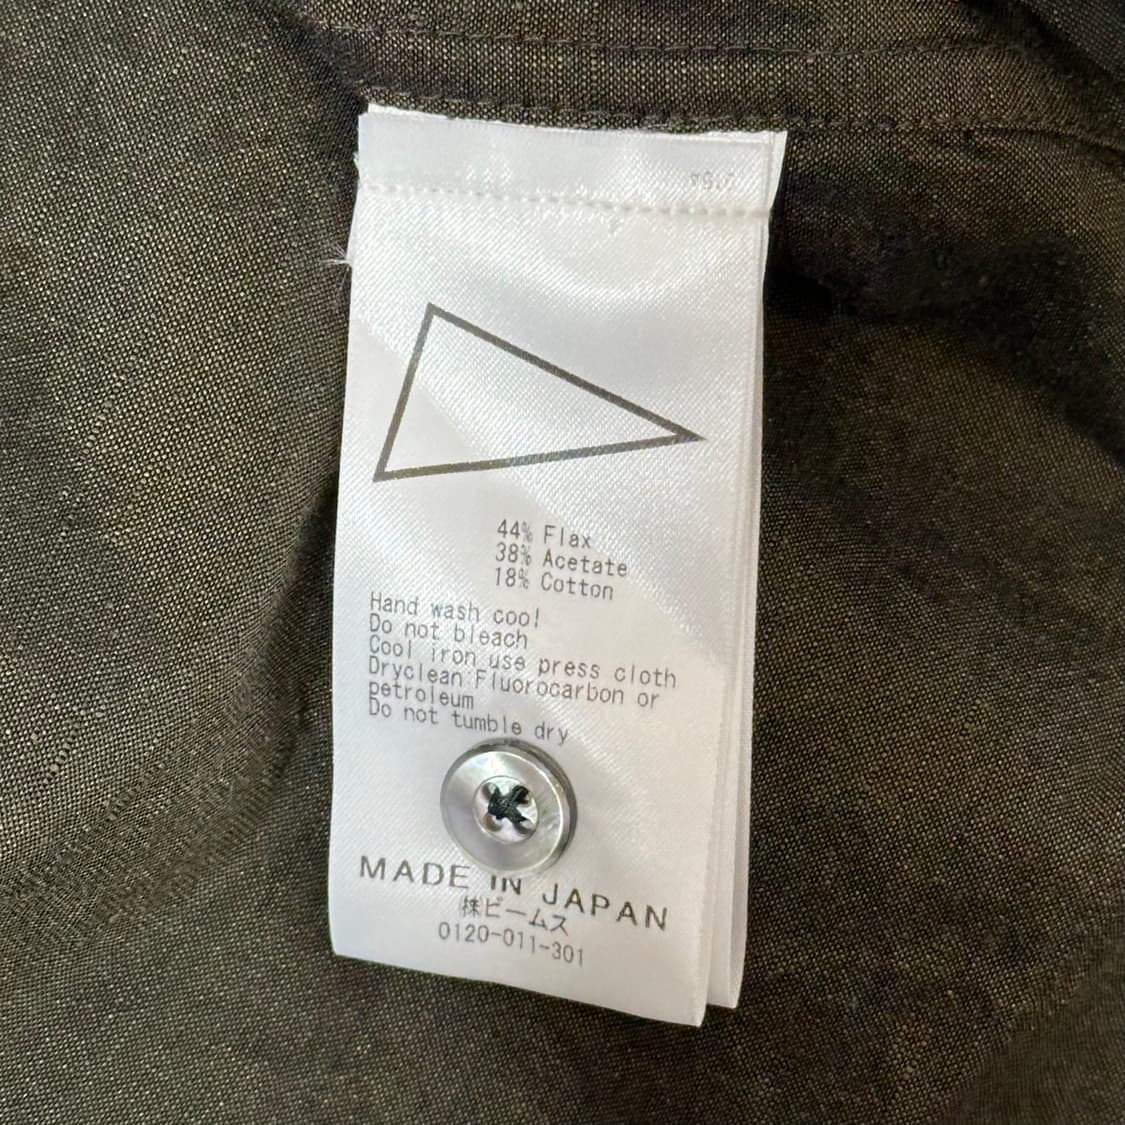 44% Flax
38% Acetate
18% Cotton
Hand wash cool
Do not bleach
Cool iron use press cloth
Dryclean Fluorocarbon or
petroleum
Do not tumble dry
MADE IN JAPAN
㈱ビームス
0120-011-301